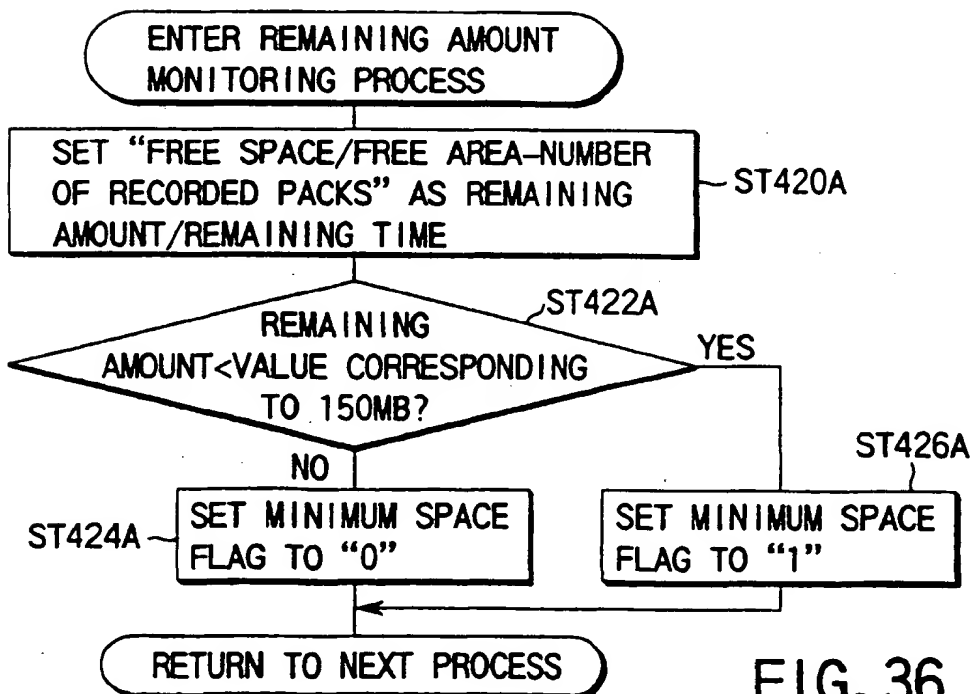 ENTER REMAINING AMOUNT
MONITORING PROCESS
SET “FREE SPACE/FREE AREA–NUMBER
OF RECORDED PACKS” AS REMAINING
AMOUNT/REMAINING TIME
ST420A
ST422A
REMAINING
AMOUNT<VALUE CORRESPONDING
TO 150MB?
YES
NO
ST426A
ST424A
SET MINIMUM SPACE
FLAG TO “0”
SET MINIMUM SPACE
FLAG TO “1”
RETURN TO NEXT PROCESS
FIG. 36